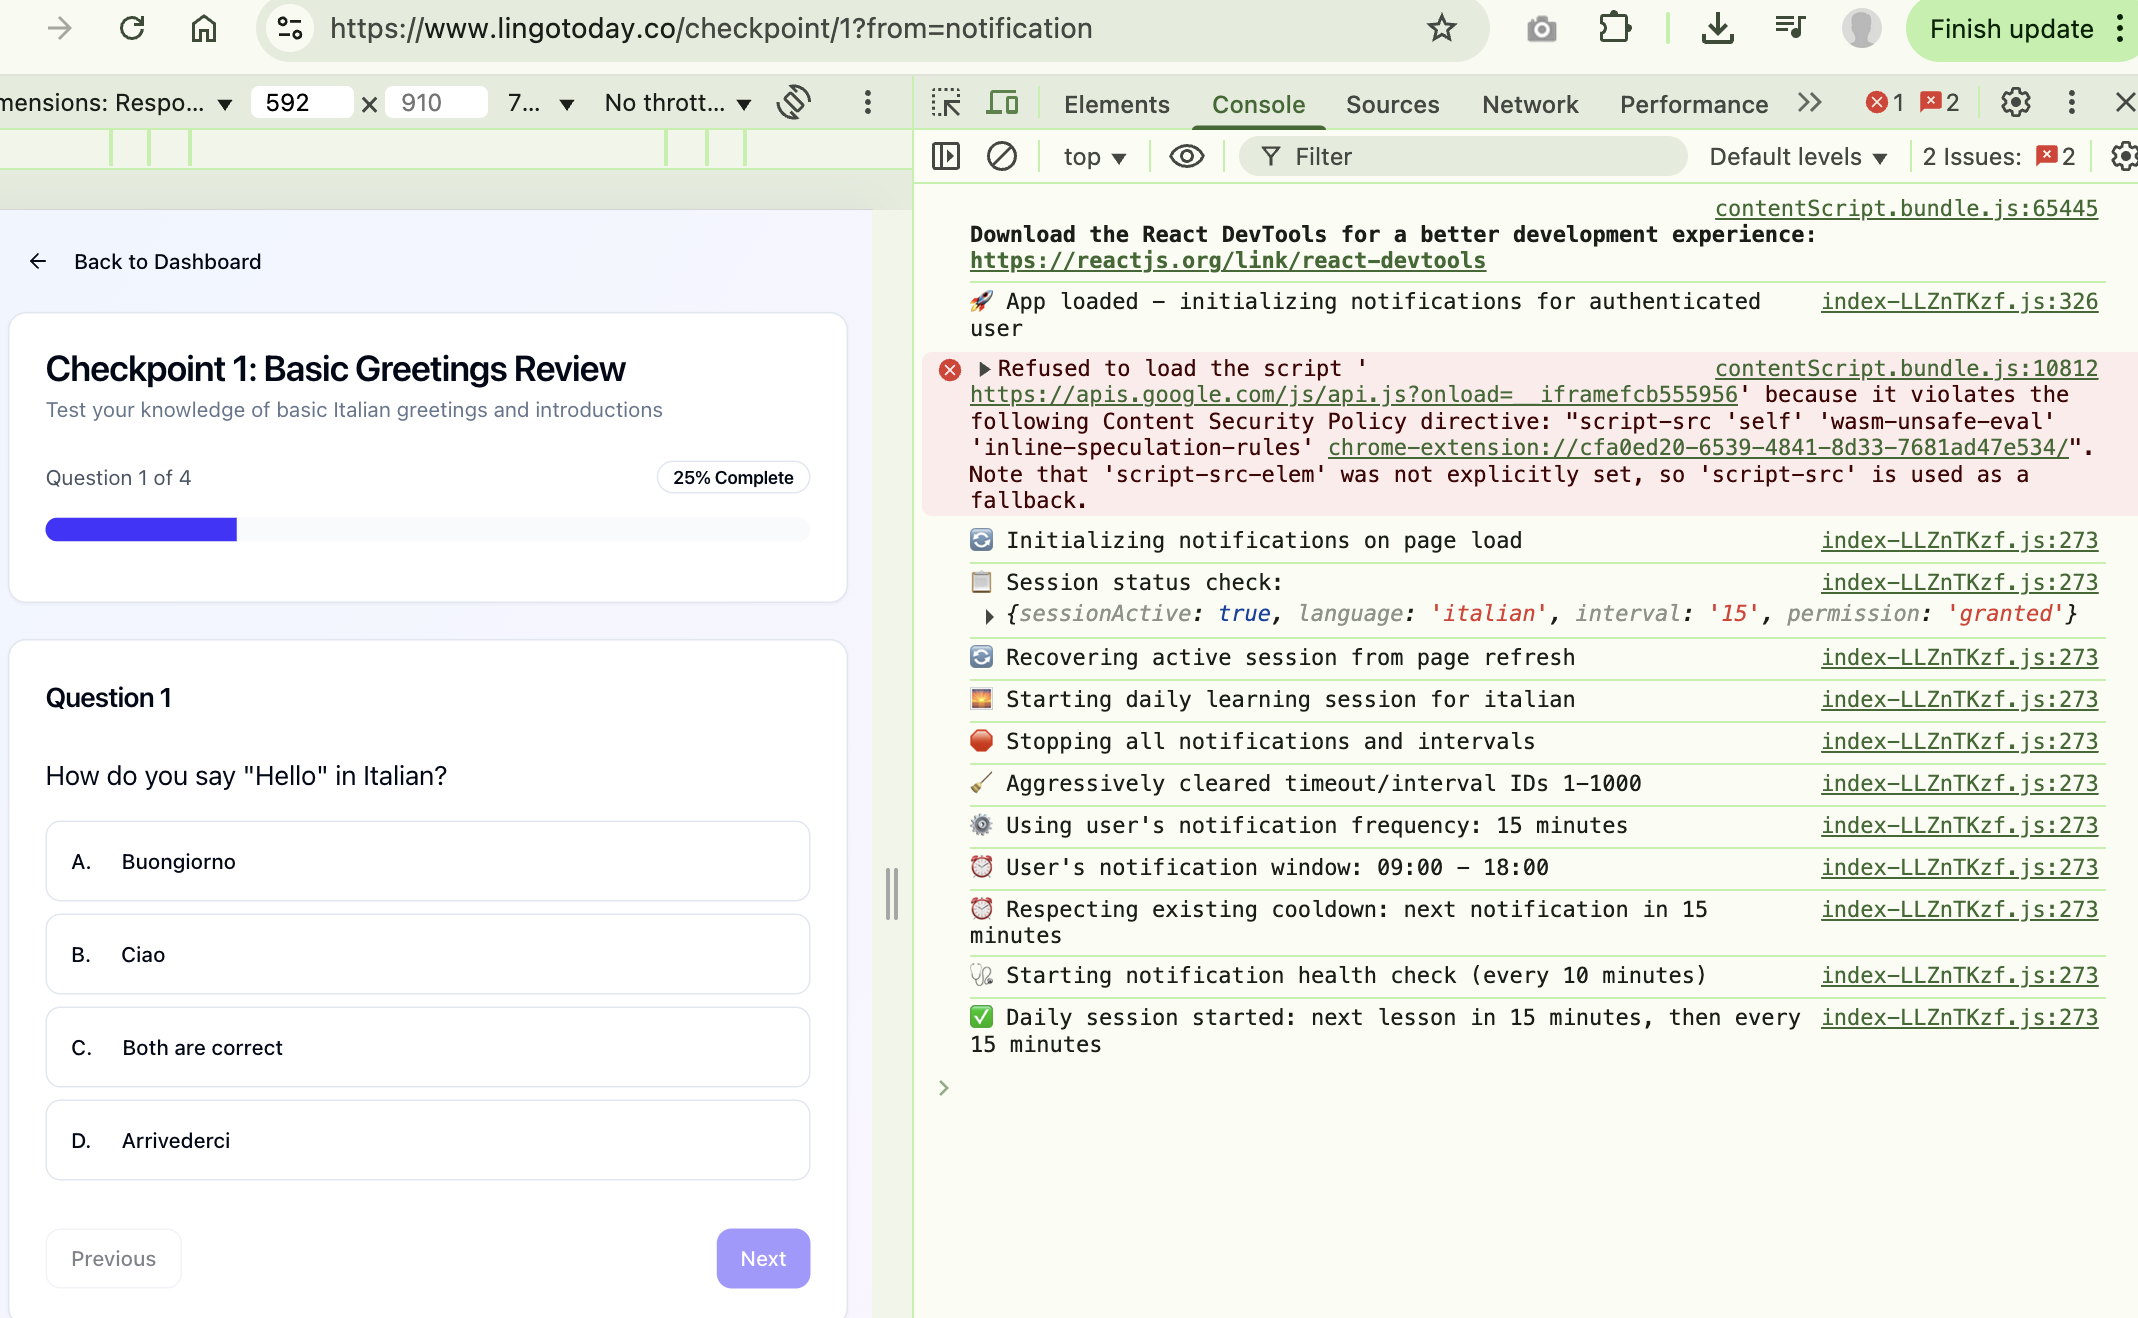 https://www.lingotoday.co/checkpoint/1?from=notification
Finish update
mensions: Respo... 592 × 910 7... No thrott...
Elements Console Sources Network Performance 1 2
top Filter Default levels 2 Issues: 2
Back to Dashboard
Checkpoint 1: Basic Greetings Review
Test your knowledge of basic Italian greetings and introductions
Question 1 of 4
25% Complete
Question 1
How do you say "Hello" in Italian?
A. Buongiorno
B. Ciao
C. Both are correct
D. Arrivederci
Previous
Next
contentScript.bundle.js:65445
Download the React DevTools for a better development experience:
https://reactjs.org/link/react-devtools
🚀 App loaded – initializing notifications for authenticated index-LLZnTKzf.js:326
user
Refused to load the script ' contentScript.bundle.js:10812
https://apis.google.com/js/api.js?onload=__iframefcb555956' because it violates the
following Content Security Policy directive: "script-src 'self' 'wasm-unsafe-eval'
'inline-speculation-rules' chrome-extension://cfa0ed20-6539-4841-8d33-7681ad47e534/".
Note that 'script-src-elem' was not explicitly set, so 'script-src' is used as a
fallback.
🔄 Initializing notifications on page load index-LLZnTKzf.js:273
📋 Session status check: index-LLZnTKzf.js:273
{sessionActive: true, language: 'italian', interval: '15', permission: 'granted'}
🔄 Recovering active session from page refresh index-LLZnTKzf.js:273
🌅 Starting daily learning session for italian index-LLZnTKzf.js:273
🛑 Stopping all notifications and intervals index-LLZnTKzf.js:273
🧹 Aggressively cleared timeout/interval IDs 1-1000 index-LLZnTKzf.js:273
⚙️ Using user's notification frequency: 15 minutes index-LLZnTKzf.js:273
⏰ User's notification window: 09:00 – 18:00 index-LLZnTKzf.js:273
⏰ Respecting existing cooldown: next notification in 15 index-LLZnTKzf.js:273
minutes
🩺 Starting notification health check (every 10 minutes) index-LLZnTKzf.js:273
✅ Daily session started: next lesson in 15 minutes, then every index-LLZnTKzf.js:273
15 minutes